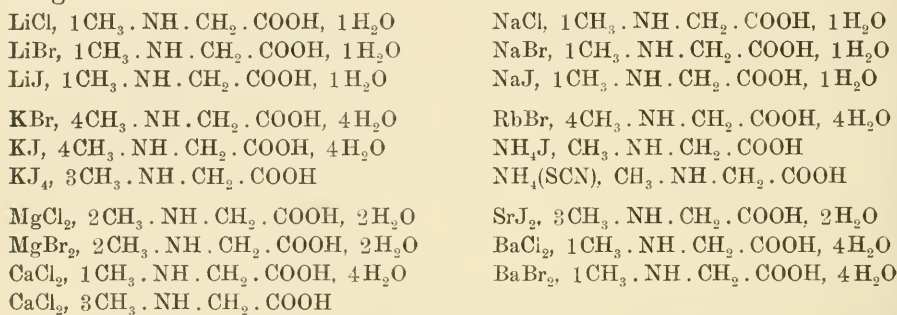 LiCl, 1CH₃.NH.CH₂.COOH, 1H₂O
LiBr, 1CH₃.NH.CH₂.COOH, 1H₂O
LiJ, 1CH₃.NH.CH₂.COOH, 1H₂O
KBr, 4CH₃.NH.CH₂.COOH, 4H₂O
KJ, 4CH₃.NH.CH₂.COOH, 4H₂O
KJ₄, 3CH₃.NH.CH₂.COOH
MgCl₂, 2CH₃.NH.CH₂.COOH, 2H₂O
MgBr₂, 2CH₃.NH.CH₂.COOH, 2H₂O
CaCl₂, 1CH₃.NH.CH₂.COOH, 4H₂O
CaCl₂, 3CH₃.NH.CH₂.COOH
NaCl, 1CH₃.NH.CH₂.COOH, 1H₂O
NaBr, 1CH₃.NH.CH₂.COOH, 1H₂O
NaJ, 1CH₃.NH.CH₂.COOH, 1H₂O
RbBr, 4CH₃.NH.CH₂.COOH, 4H₂O
NH₄J, CH₃.NH.CH₂.COOH
NH₄(SCN), CH₃.NH.CH₂.COOH
SrJ₂, 3CH₃.NH.CH₂.COOH, 2H₂O
BaCl₂, 1CH₃.NH.CH₂.COOH, 4H₂O
BaBr₂, 1CH₃.NH.CH₂.COOH, 4H₂O